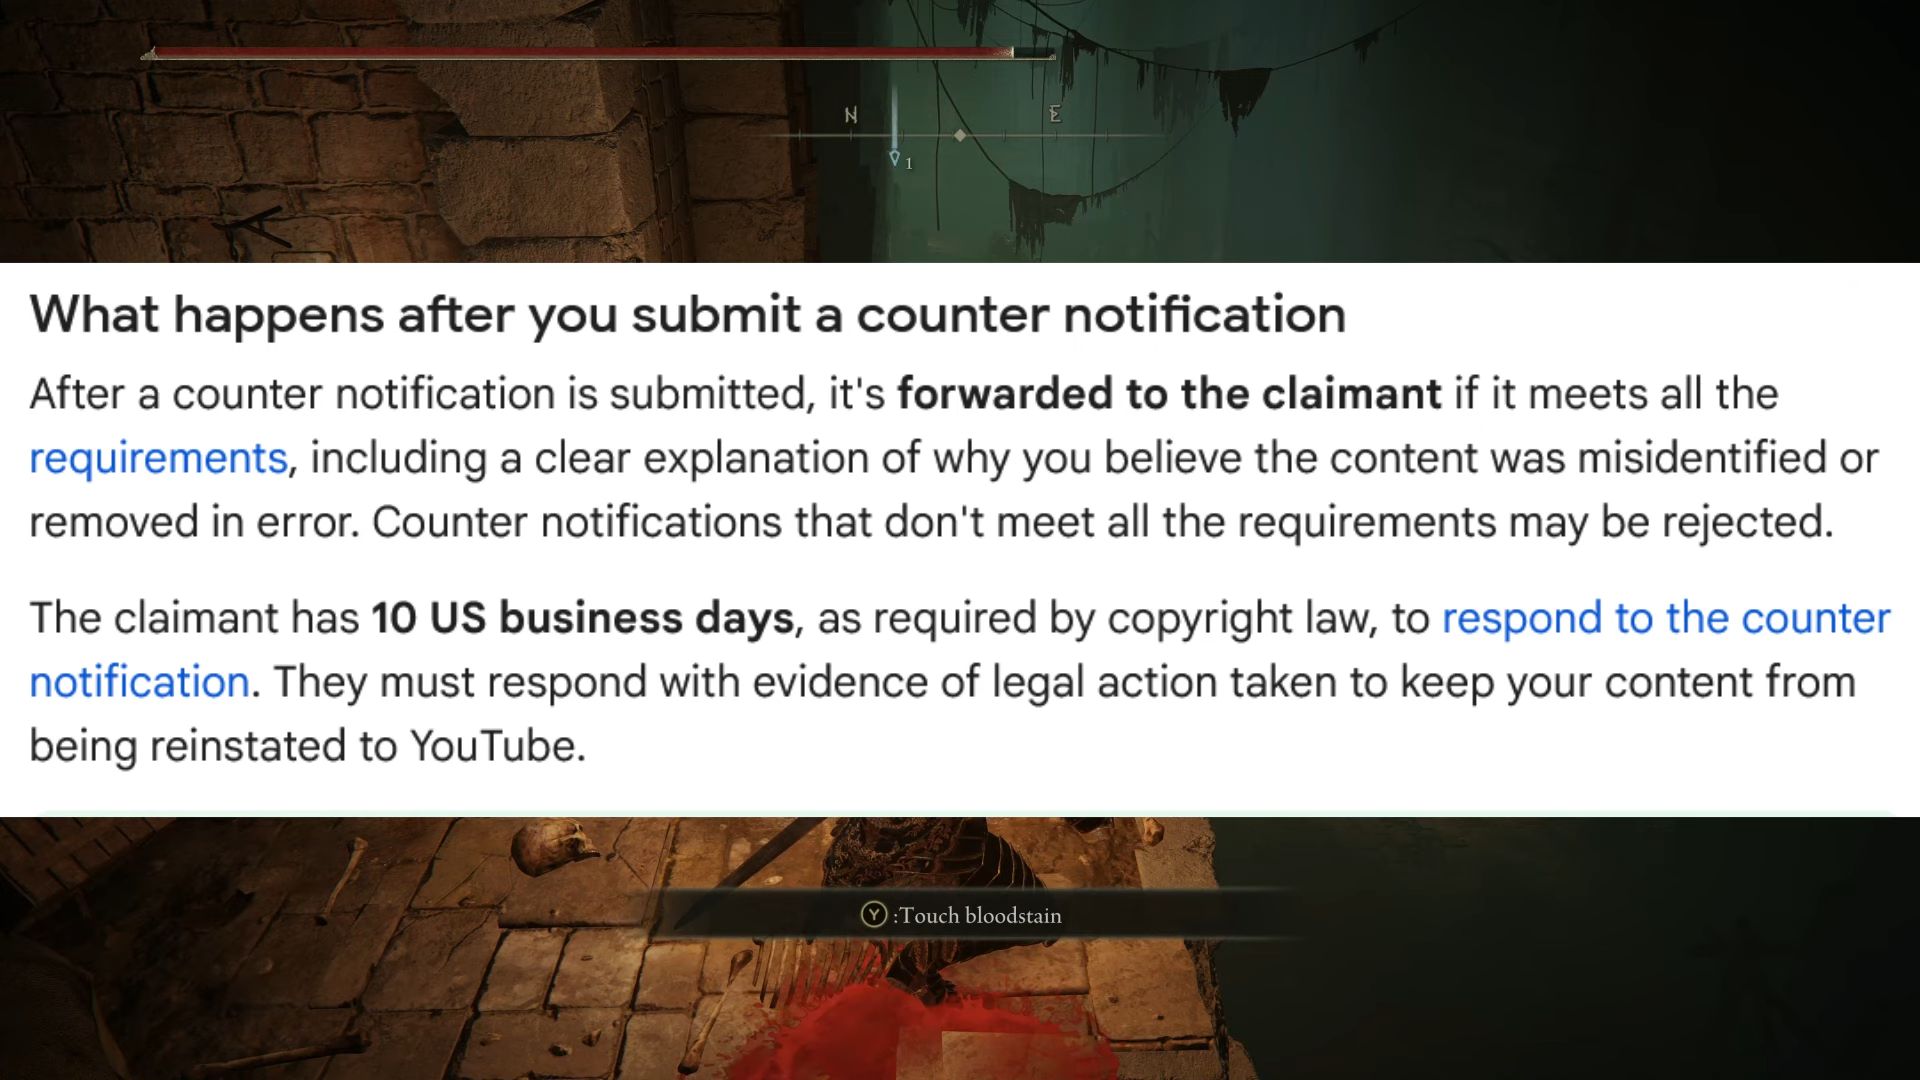 N E
1
What happens after you submit a counter notification
After a counter notification is submitted, it's forwarded to the claimant if it meets all the
requirements, including a clear explanation of why you believe the content was misidentified or
removed in error. Counter notifications that don't meet all the requirements may be rejected.
The claimant has 10 US business days, as required by copyright law, to respond to the counter
notification. They must respond with evidence of legal action taken to keep your content from
being reinstated to YouTube.
Y :Touch bloodstain